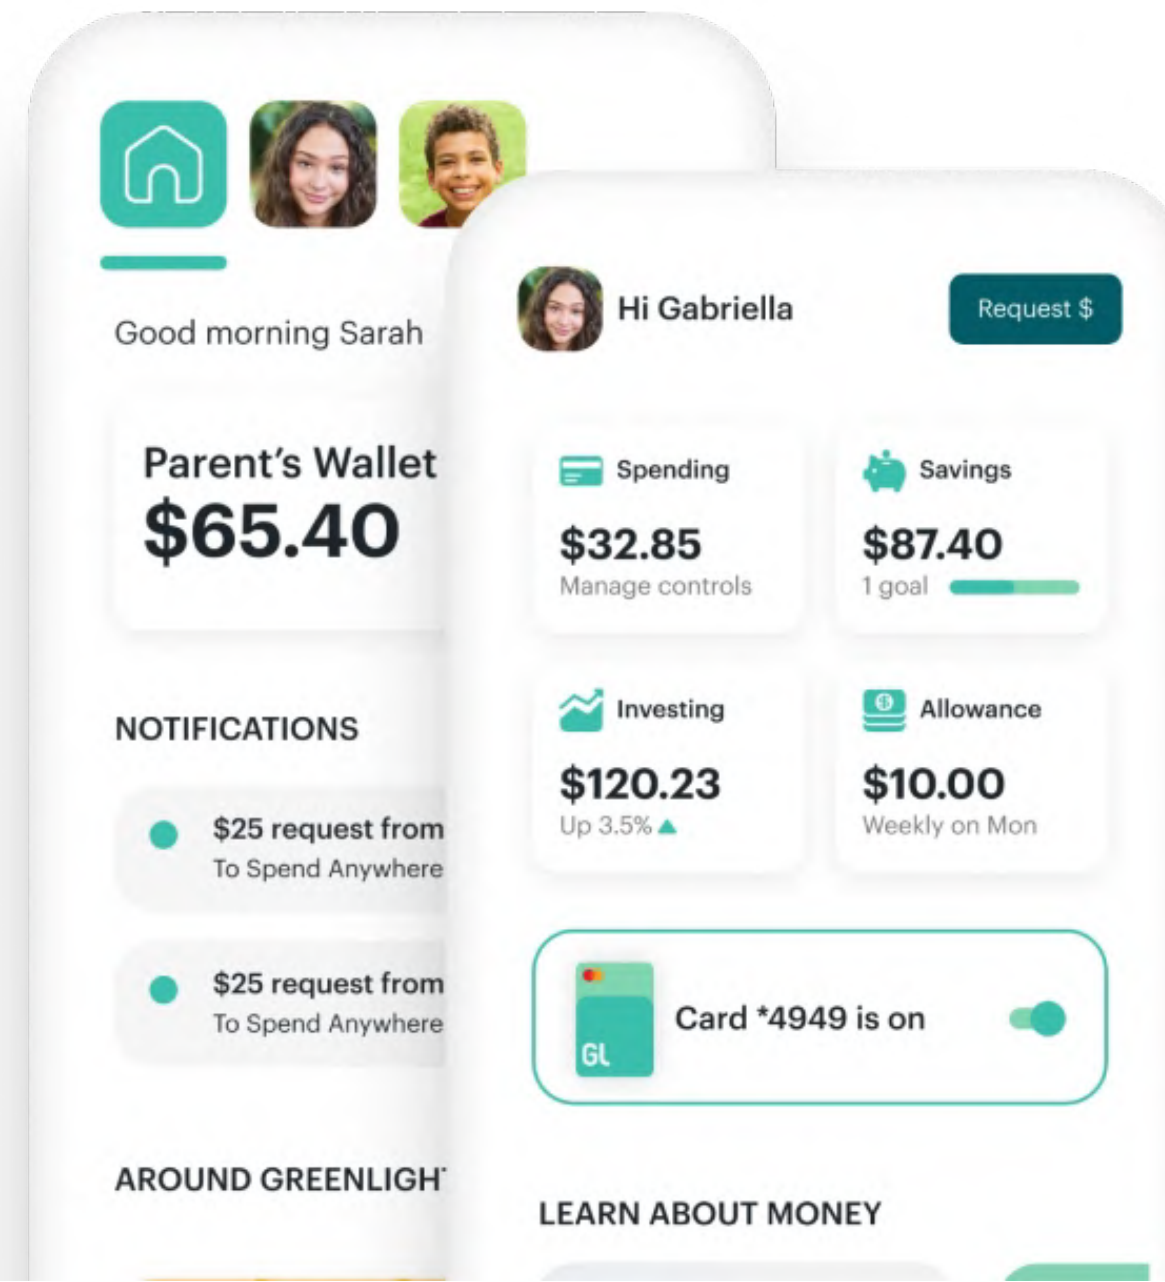 Good morning Sarah
Parent’s Wallet
$65.40
NOTIFICATIONS
$25 request from
To Spend Anywhere
$25 request from
To Spend Anywhere
AROUND GREENLIGHT
Hi Gabriella
Request $
Spending
$32.85
Manage controls
Savings
$87.40
1 goal
Investing
$120.23
Up 3.5%
Allowance
$10.00
Weekly on Mon
GL
Card *4949 is on
LEARN ABOUT MONEY